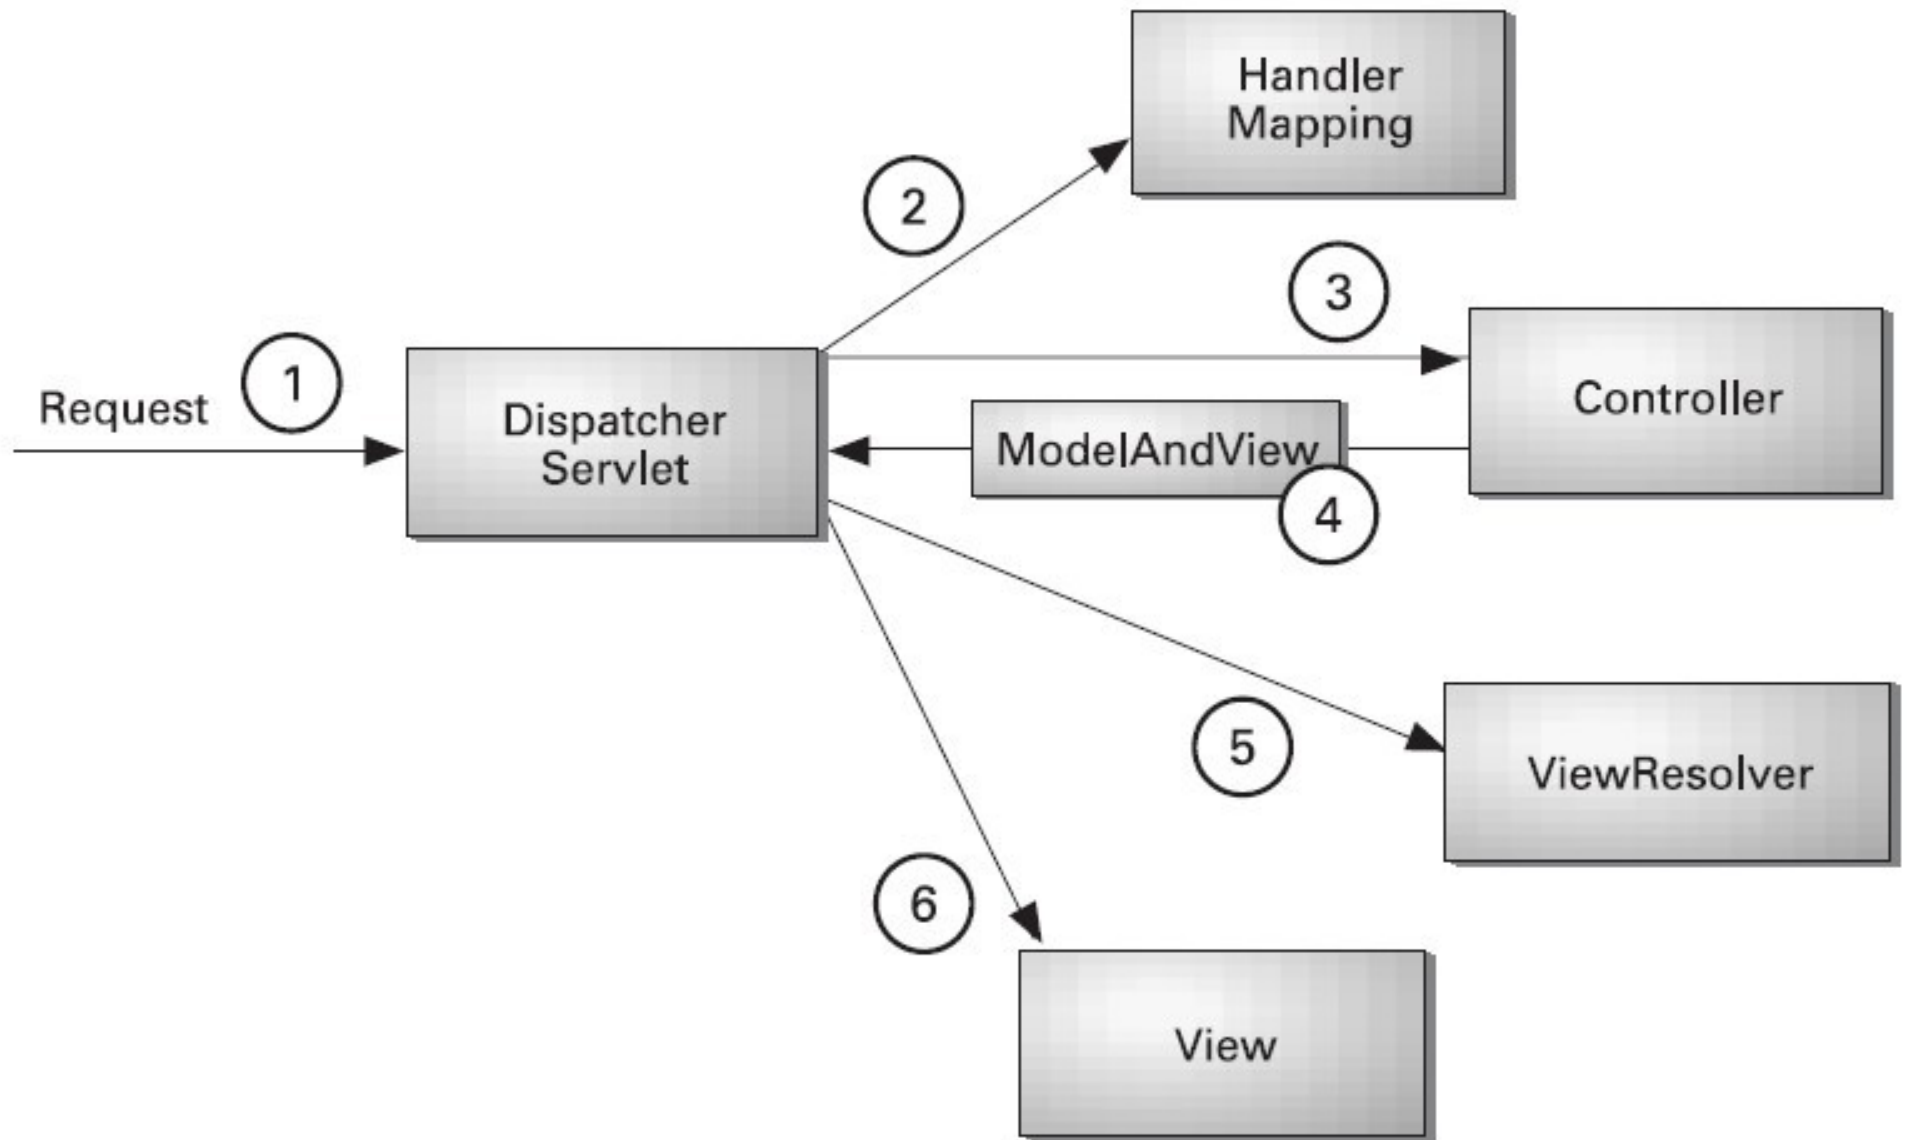 Handler
Mapping
2
3
1
Request
Dispatcher
Servlet
Controller
ModelAndView
4
5
ViewResolver
6
View